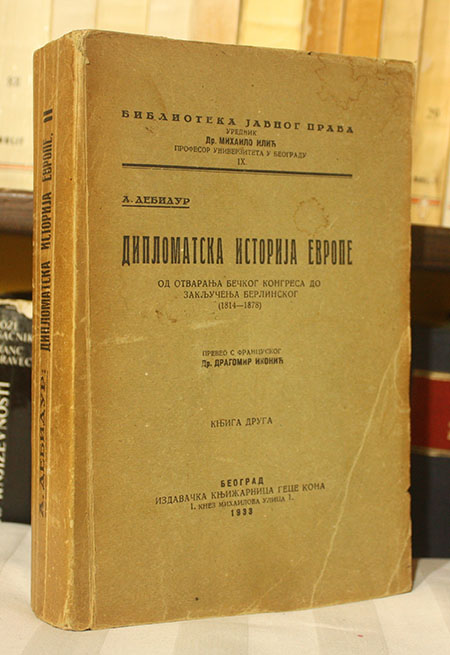 БИБЛИОТЕКА ЈАВНОГ ПРАВА
УРЕДНИК
Др. МИХАИЛО ИЛИЋ
ПРОФЕСОР УНИВЕРЗИТЕТА У БЕОГРАДУ
IX.
А. ДЕБИДУР
ДИПЛОМАТСКА ИСТОРИЈА ЕВРОПЕ
ОД ОТВАРАЊА БЕЧКОГ КОНГРЕСА ДО
ЗАКЉУЧЕЊА БЕРЛИНСКОГ
(1814—1878)
ПРЕВЕО С ФРАНЦУСКОГ
Др. ДРАГОМИР ИКОНИЋ
КЊИГА ДРУГА
БЕОГРАД
ИЗДАВАЧКА КЊИЖАРНИЦА ГЕЦЕ КОНА
1. КНЕЗ МИХАИЛОВА УЛИЦА 1.
1933
А. ДЕБИДУР: ДИПЛОМАТСКА ИСТОРИЈА ЕВРОПЕ. II